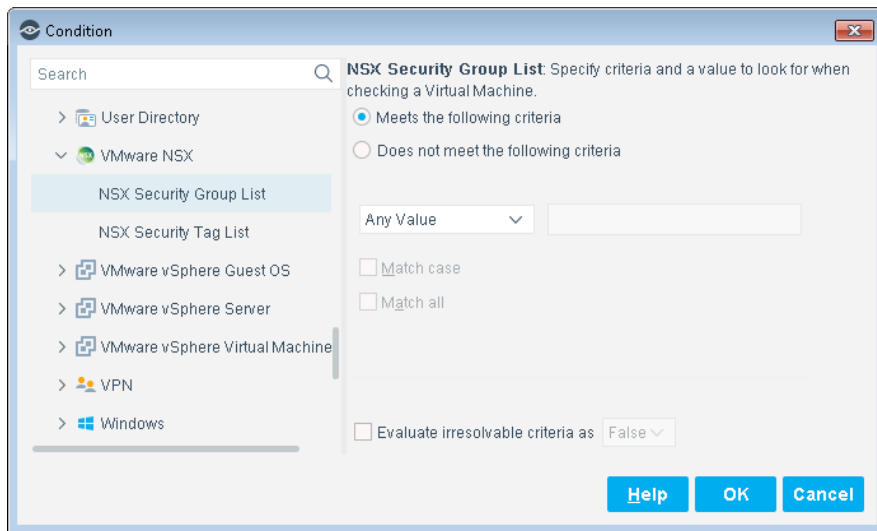 Condition
Search
User Directory
VMware NSX
NSX Security Group List
NSX Security Tag List
VMware vSphere Guest OS
VMware vSphere Server
VMware vSphere Virtual Machine
VPN
Windows
NSX Security Group List: Specify criteria and a value to look for when
checking a Virtual Machine.
Meets the following criteria
Does not meet the following criteria
Any Value
Match case
Match all
Evaluate irresolvable criteria as False
Help OK Cancel